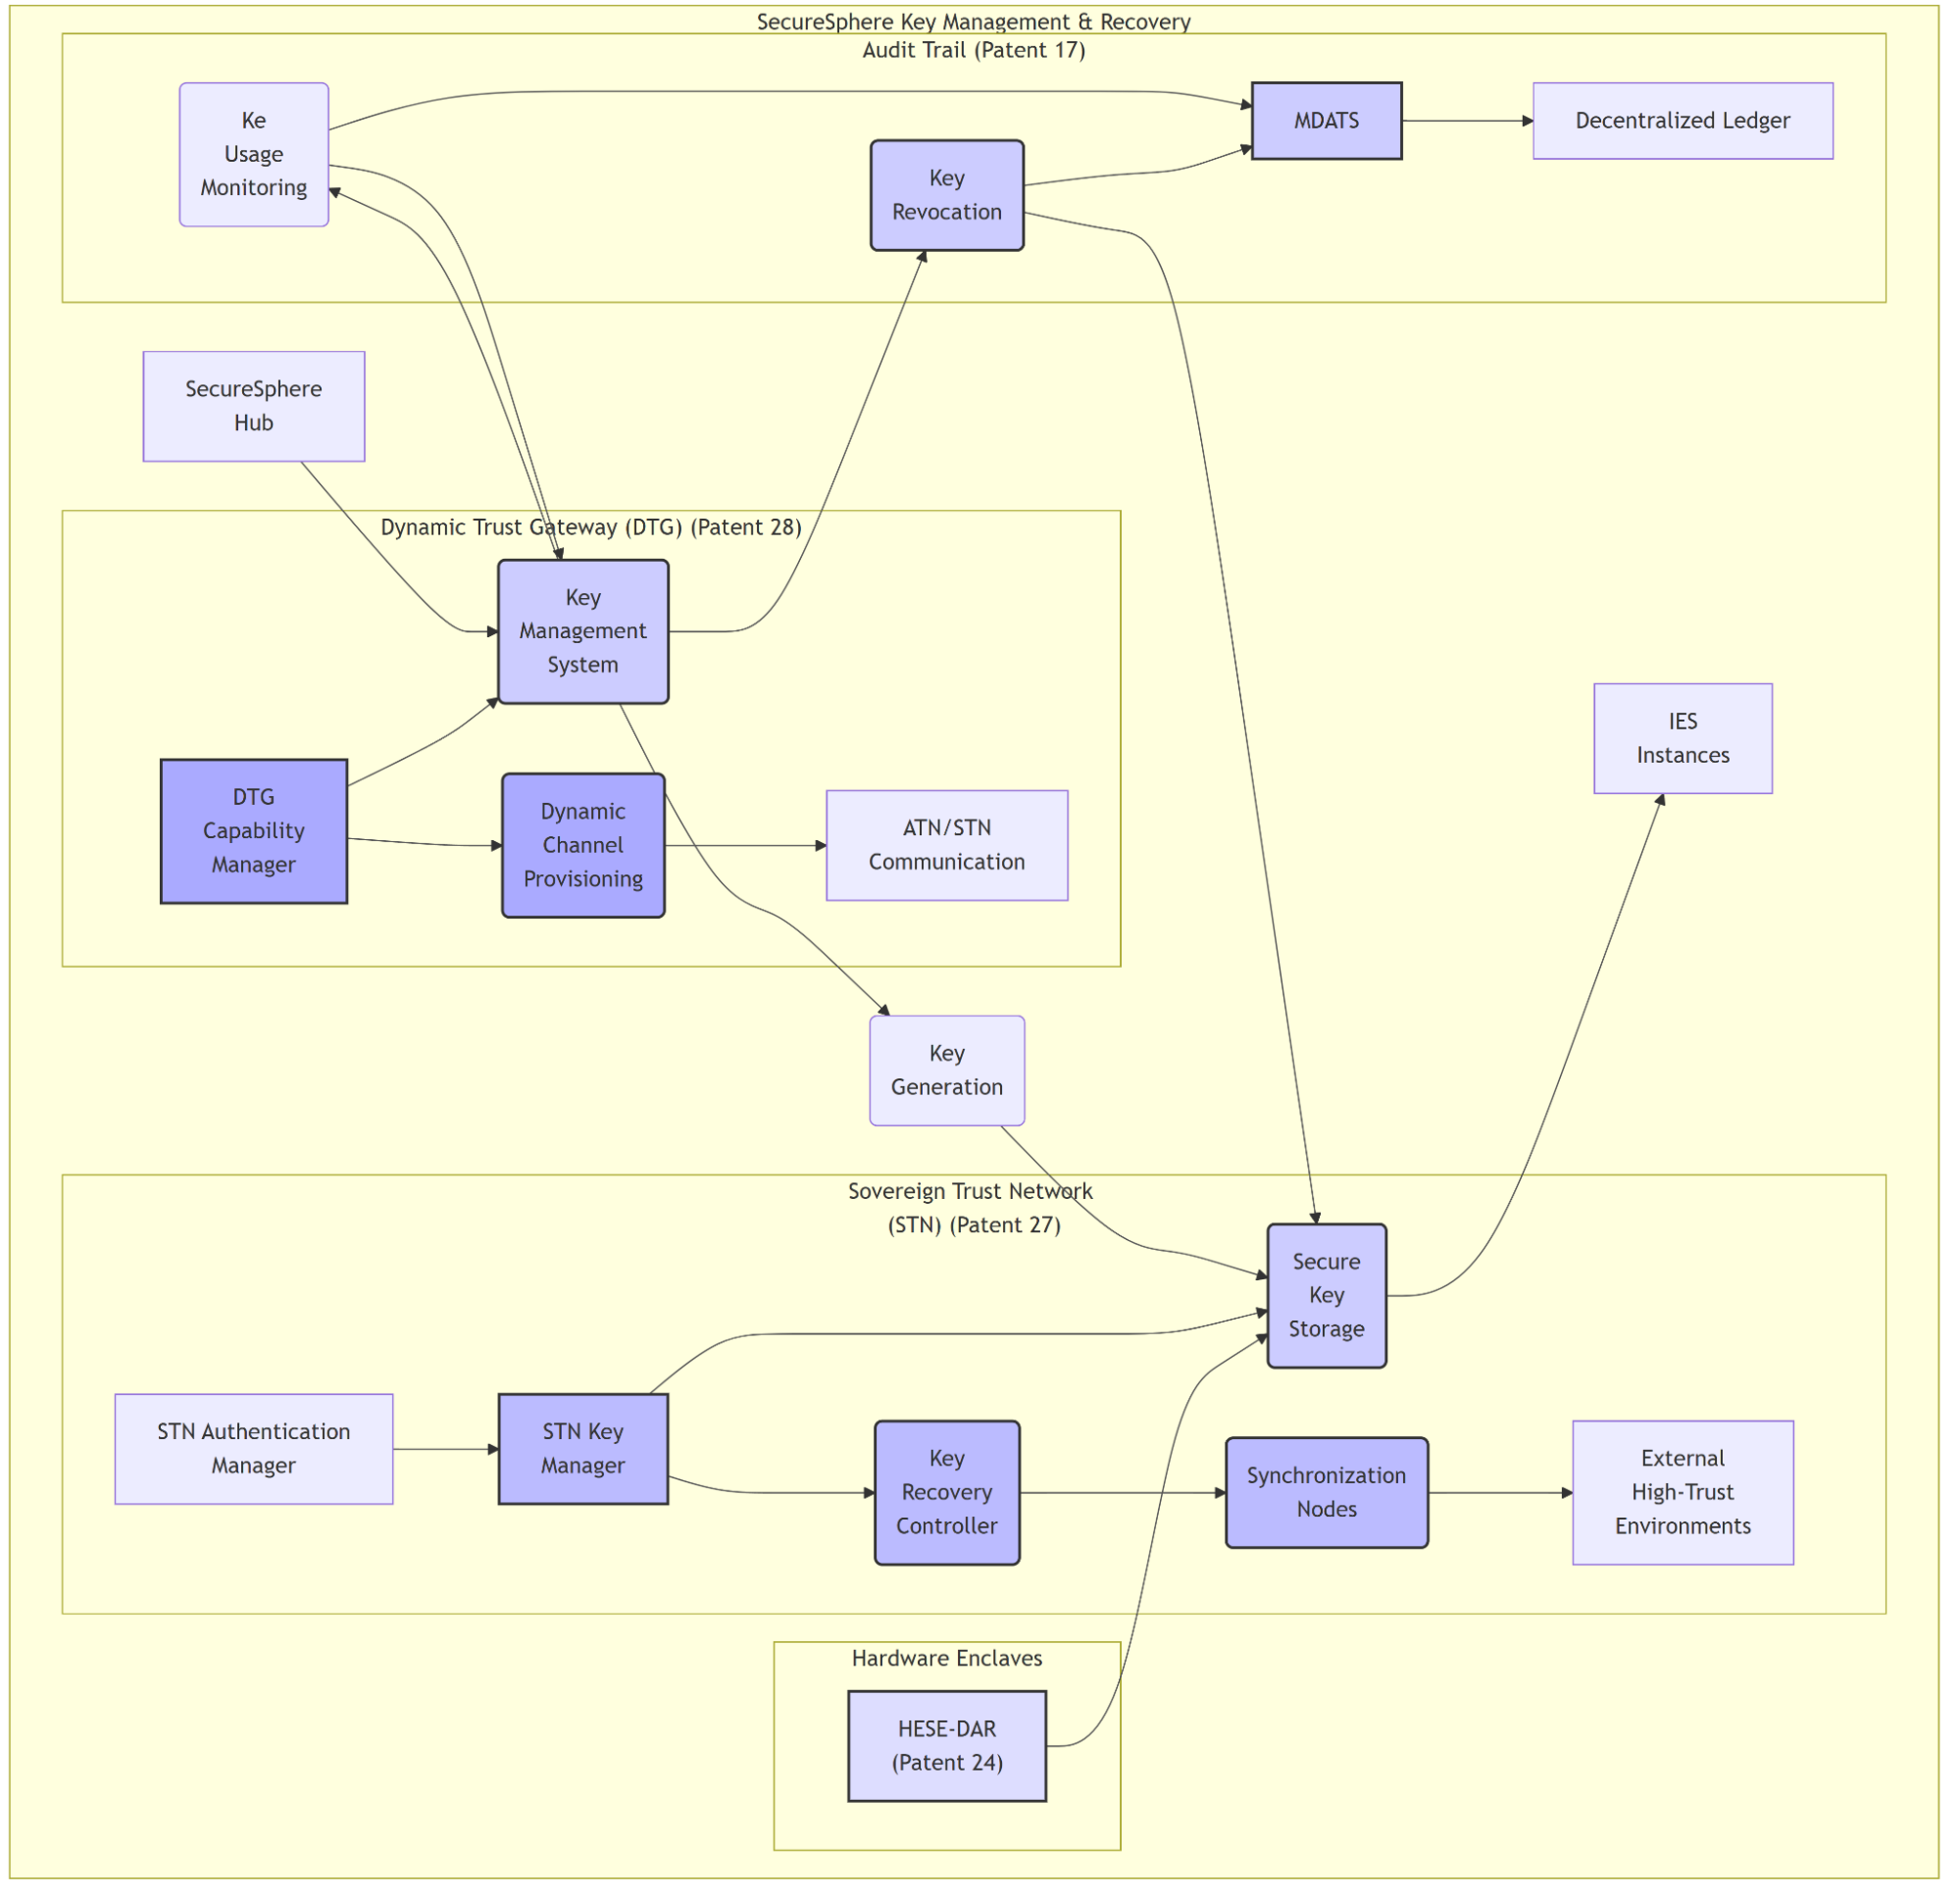 SecureSphere Key Management & Recovery
Audit Trail (Patent 17)
Ke
Usage
Monitoring
MDATS
Decentralized Ledger
Key
Revocation
SecureSphere
Hub
Dynamic Trust Gateway (DTG) (Patent 28)
Key
Management
System
IES
Instances
DTG
Capability
Manager
Dynamic
Channel
Provisioning
ATN/STN
Communication
Key
Generation
Sovereign Trust Network
(STN) (Patent 27)
Secure
Key
Storage
STN Authentication
Manager
STN Key
Manager
Key
Recovery
Controller
Synchronization
Nodes
External
High-Trust
Environments
Hardware Enclaves
HESE-DAR
(Patent 24)